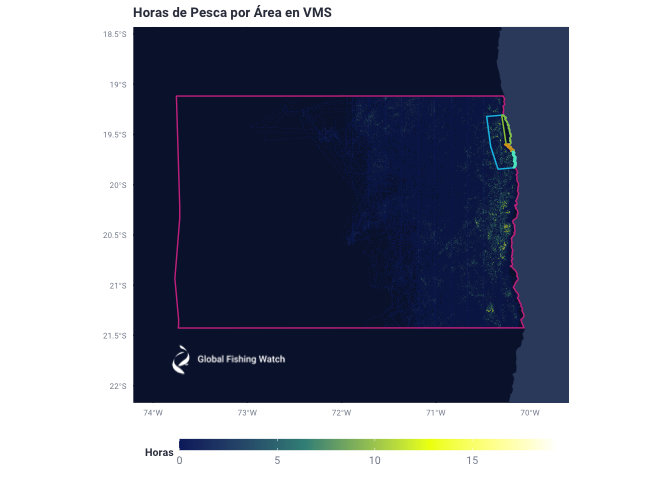 Horas de Pesca por Área en VMS
18.5°S
19°S
19.5°S
20°S
20.5°S
21°S
21.5°S
22°S
Global Fishing Watch
74°W 73°W 72°W 71°W 70°W
Horas
0 5 10 15